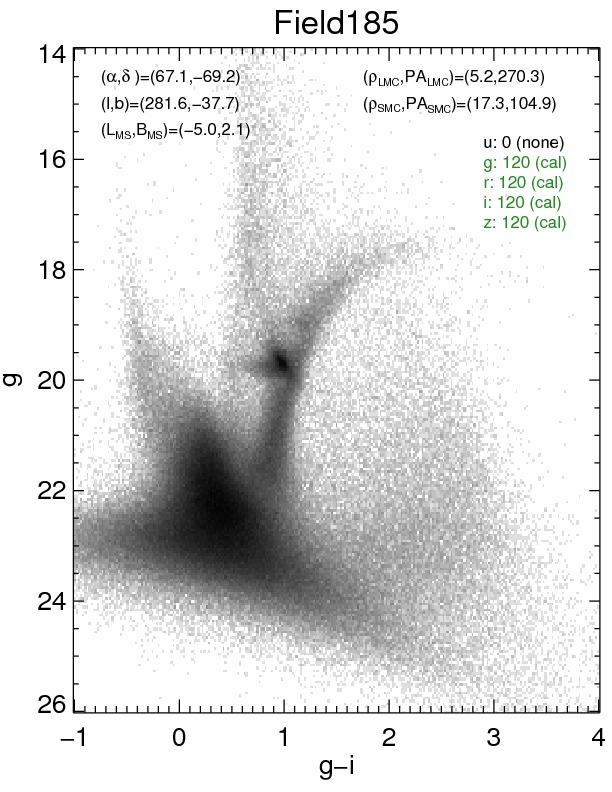 Field185
(α,δ )=(67.1,−69.2)
(ρLMC,PALMC)=(5.2,270.3)
(l,b)=(281.6,−37.7)
(ρSMC,PASMC)=(17.3,104.9)
(LMS,BMS)=(−5.0,2.1)
u: 0 (none)
g: 120 (cal)
r: 120 (cal)
i: 120 (cal)
z: 120 (cal)
14
16
18
20
22
24
26
g
−1 0 1 2 3 4
g−i